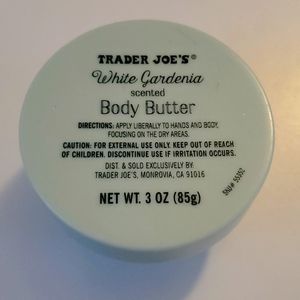 TRADER JOE'S®
White Gardenia
scented
Body Butter
DIRECTIONS: APPLY LIBERALLY TO HANDS AND BODY,
FOCUSING ON THE DRY AREAS.
CAUTION: FOR EXTERNAL USE ONLY. KEEP OUT OF REACH
OF CHILDREN. DISCONTINUE USE IF IRRITATION OCCURS.
DIST. & SOLD EXCLUSIVELY BY:
TRADER JOE'S, MONROVIA, CA 91016
NET WT. 3 OZ (85g)
SKU# 55392